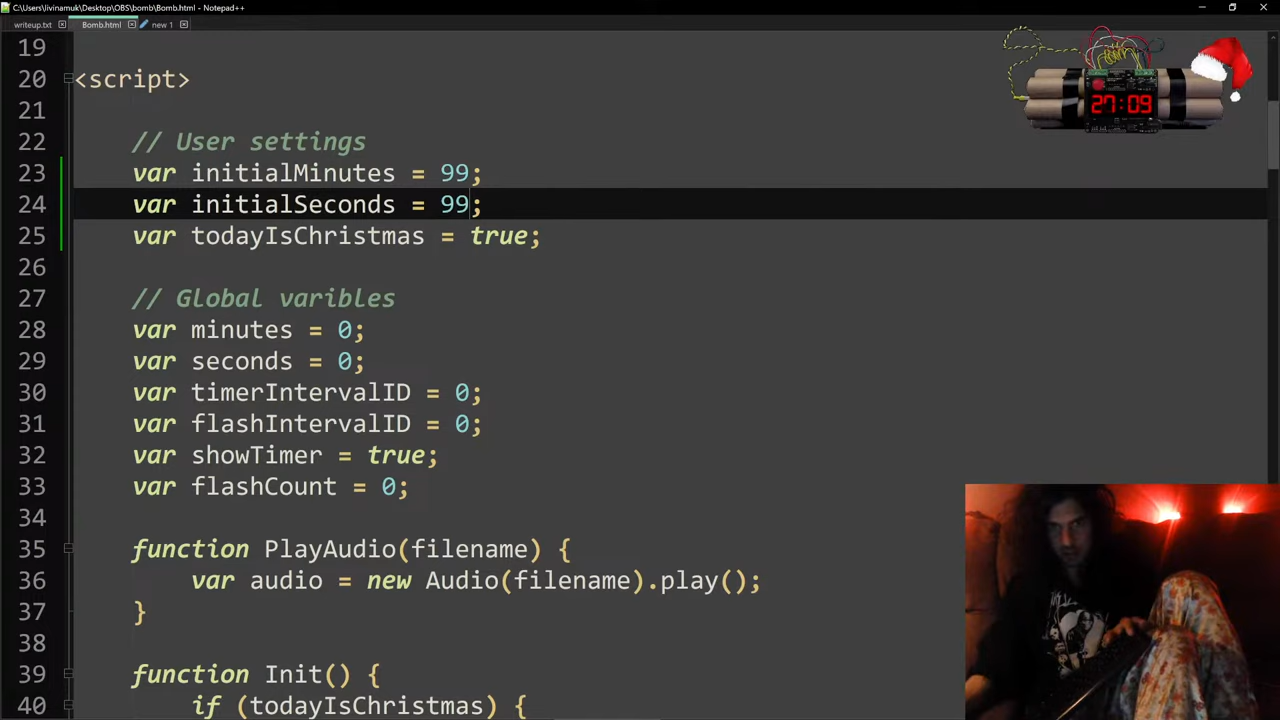 C:\Users\livinamuk\Desktop\OBS\bomb\Bomb.html - Notepad++
writeup.txt Bomb.html new 1
19
20 <script>
21
22 // User settings
23 var initialMinutes = 99;
24 var initialSeconds = 99;
25 var todayIsChristmas = true;
26
27 // Global varibles
28 var minutes = 0;
29 var seconds = 0;
30 var timerIntervalID = 0;
31 var flashIntervalID = 0;
32 var showTimer = true;
33 var flashCount = 0;
34
35 function PlayAudio(filename) {
36 var audio = new Audio(filename).play();
37 }
38
39 function Init() {
40 if (todayIsChristmas) {
27:09